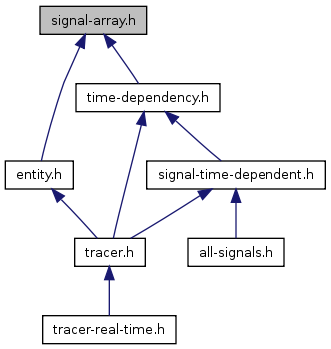 signal-array.h
time-dependency.h
entity.h
signal-time-dependent.h
tracer.h
all-signals.h
tracer-real-time.h